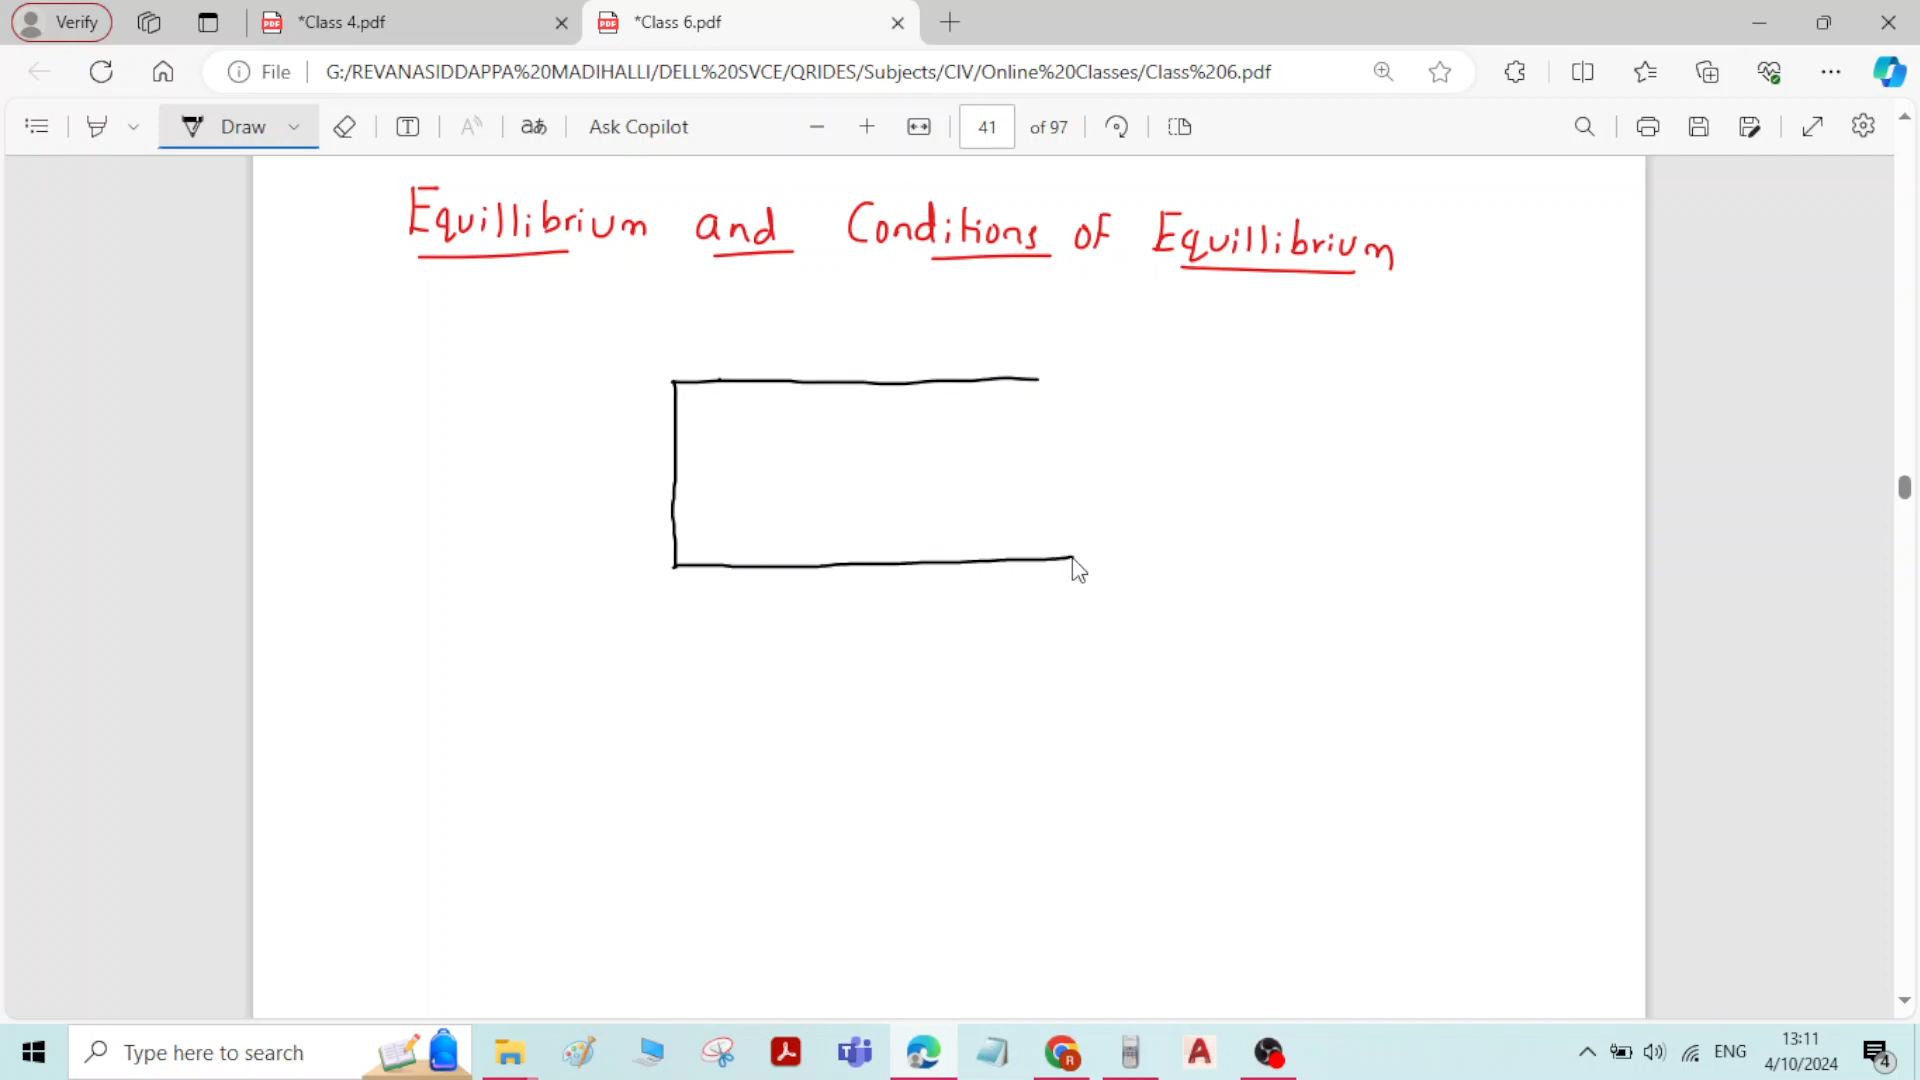 Verify
*Class 4.pdf
*Class 6.pdf
File
G:/REVANASIDDAPPA%20MADIHALLI/DELL%20SVCE/QRIDES/Subjects/CIV/Online%20Classes/Class%206.pdf
Draw
Ask Copilot
41 of 97
Equillibrium and Conditions of Equillibrium
Type here to search
ENG
13:11
4/10/2024
4